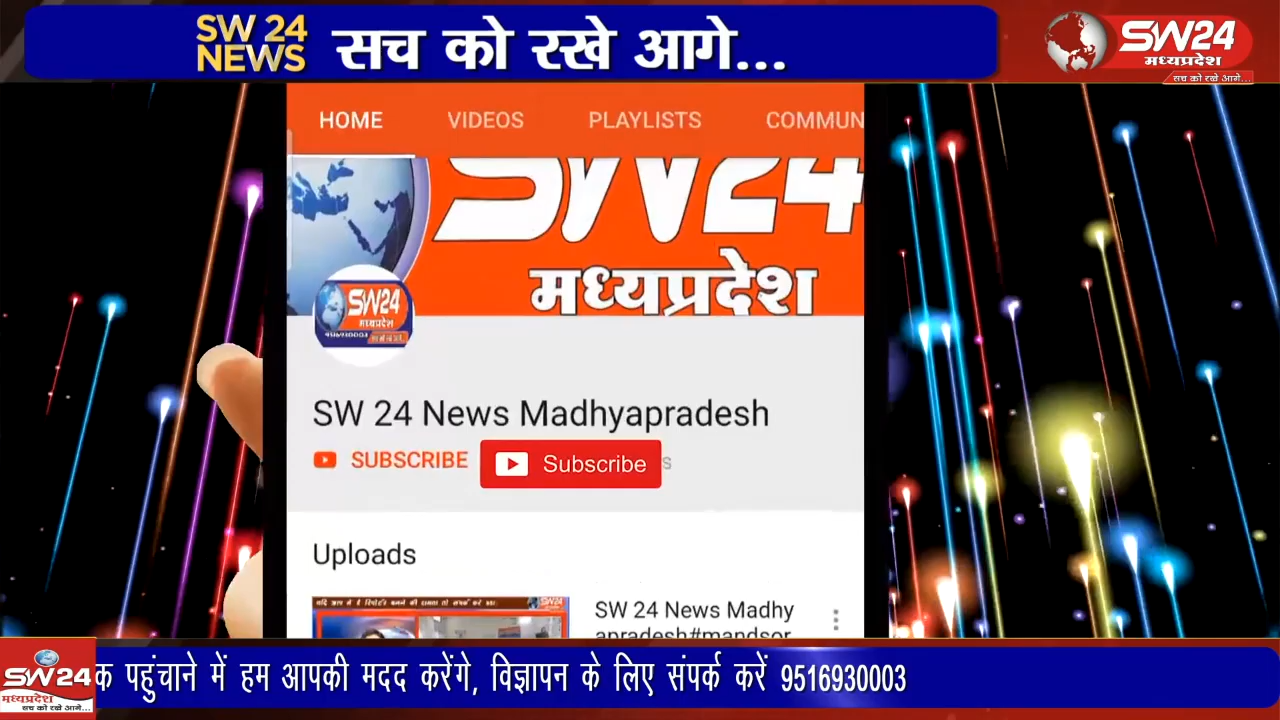 SW 24
NEWS
सच को रखे आगे...
SW24
मध्यप्रदेश
सच को रखे आगे...
HOME VIDEOS PLAYLISTS COMMUN
SW24
मध्यप्रदेश
SW24
मध्यप्रदेश
9516930003
SW 24 News Madhyapradesh
SUBSCRIBE
Subscribe
s
Uploads
SW 24 News Madhy
apradesh#mandsor
SW24
मध्यप्रदेश
सच को रखे आगे...
क पहुंचाने में हम आपकी मदद करेंगे, विज्ञापन के लिए संपर्क करें 9516930003